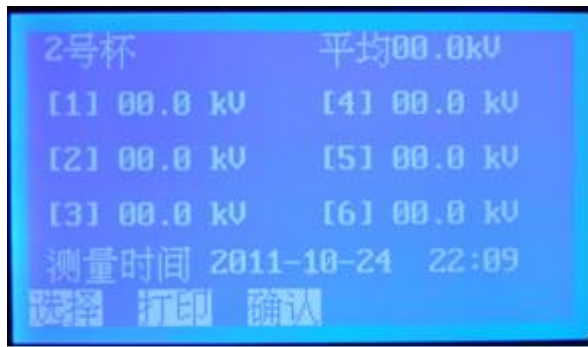 2号杯 平均00.0kV
[1] 00.0 kV [4] 00.0 kV
[2] 00.0 kV [5] 00.0 kV
[3] 00.0 kV [6] 00.0 kV
测量时间 2011-10-24 22:09
选择 打印 确认